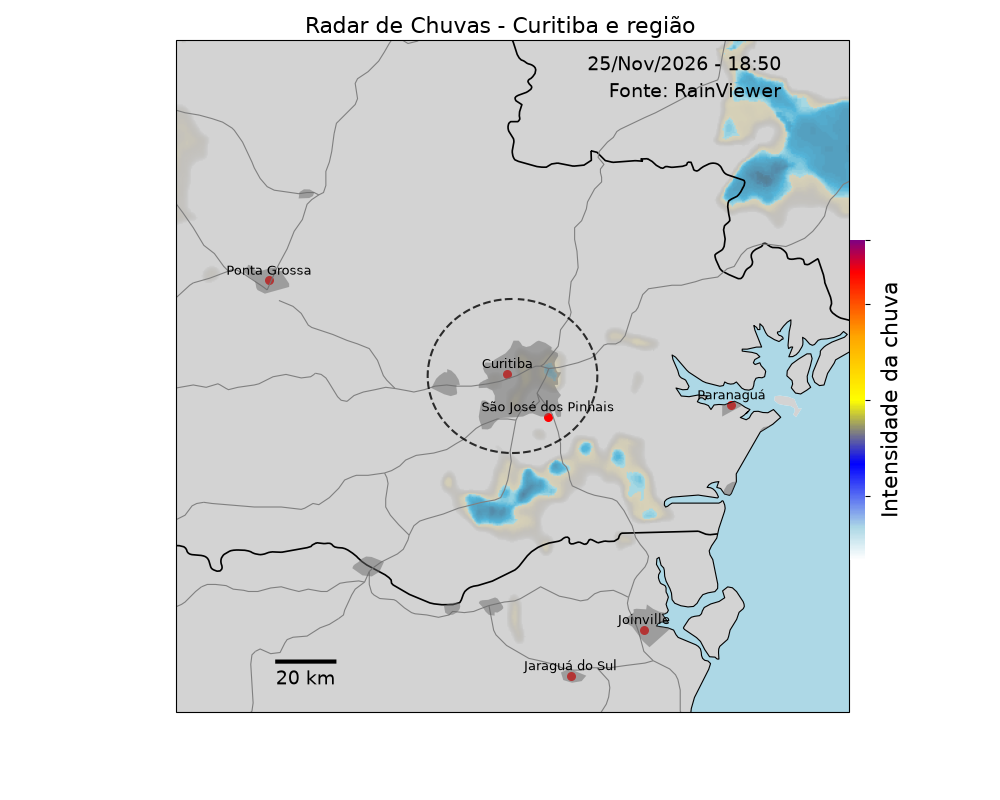 Radar de Chuvas - Curitiba e região
25/Nov/2026 - 18:50
Fonte: RainViewer
Ponta Grossa
Curitiba
São José dos Pinhais
Paranaguá
Intensidade da chuva
Joinville
Jaraguá do Sul
20 km